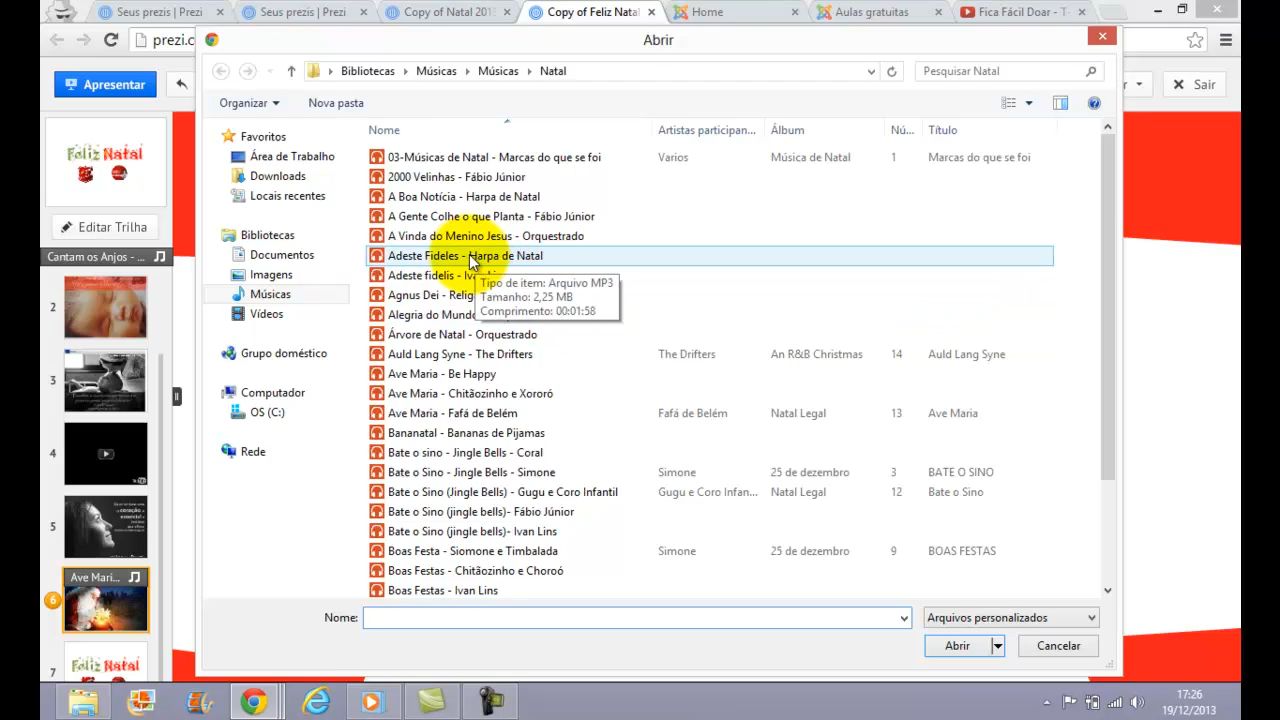 Seus prezis | Prezi
Seus prezis | Prezi
Copy of Natal 2013
Copy of Feliz Natal
Home
Aulas gratuitas
Fica Fácil Doar - T
prezi.c
Abrir
Bibliotecas
Músicas
Músicas
Natal
Pesquisar Natal
Organizar
Nova pasta
Apresentar
Sair
Nome
Artistas participan...
Álbum
Nú...
Título
Favoritos
Área de Trabalho
Downloads
Locais recentes
Bibliotecas
Documentos
Imagens
Músicas
Vídeos
Grupo doméstico
Computador
OS (C:)
Rede
03-Músicas de Natal - Marcas do que se foi Varios Música de Natal 1 Marcas do que se foi
2000 Velinhas - Fábio Júnior
A Boa Notícia - Harpa de Natal
A Gente Colhe o que Planta - Fábio Júnior
A Vinda do Menino Jesus - Orquestrado
Adeste Fideles - Harpa de Natal
Adeste fidelis -
Agnus Dei -
Alegria do
Árvore de Natal - Orquestrado
Auld Lang Syne - The Drifters The Drifters An R&B Christmas 14 Auld Lang Syne
Ave Maria - Be Happy
Ave Maria - Chitãozinho e Xororó
Ave Maria - Fafá de Belém Fafá de Belém Natal Legal 13 Ave Maria
Bananatal - Bananas de Pijamas
Bate o sino - Jingle Bells - Coral
Bate o Sino - Jingle Bells - Simone Simone 25 de dezembro 3 BATE O SINO
Bate o Sino (Jingle Bells) - Gugu e Coro Infantil Gugu e Coro Infan... Natal Legal 12 Bate o Sino
Bate o Sino (jingle bells) - Fábio Júnior
Bate o Sino (jingle bells)- Ivan Lins
Boas Festa - Siomone e Timbalada Simone 25 de dezembro 9 BOAS FESTAS
Boas Festas - Chitãozinho e Choroó
Boas Festas - Ivan Lins
Tipo de item: Arquivo MP3
Tamanho: 2,25 MB
Comprimento: 00:01:58
Nome:
Arquivos personalizados
Abrir
Cancelar
Feliz Natal
Editar Trilha
Cantam os Anjos -
2
3
4
5
Ave Mari...
6
7
Feliz Natal
17:26
19/12/2013